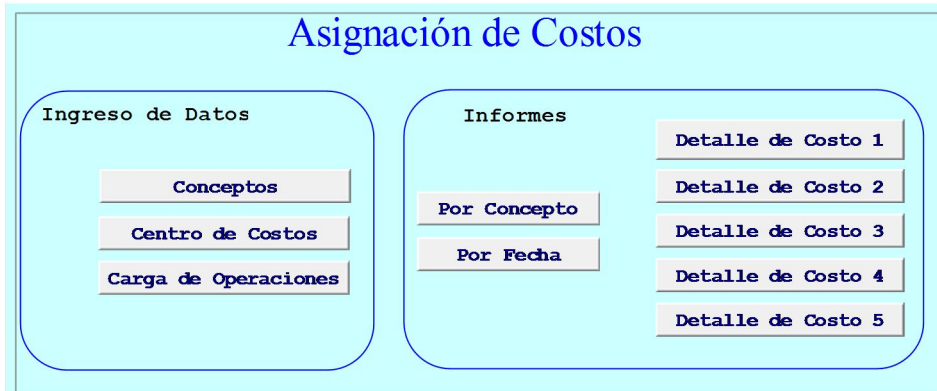 Asignación de Costos
Ingreso de Datos
Conceptos
Centro de Costos
Carga de Operaciones
Informes
Por Concepto
Por Fecha
Detalle de Costo 1
Detalle de Costo 2
Detalle de Costo 3
Detalle de Costo 4
Detalle de Costo 5